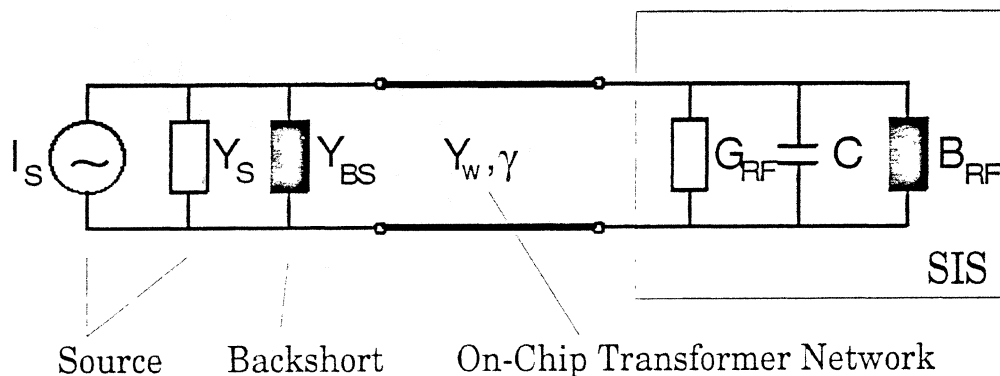 I_S Y_S Y_BS Y_w, γ G_RF C B_RF
SIS
Source Backshort On-Chip Transformer Network